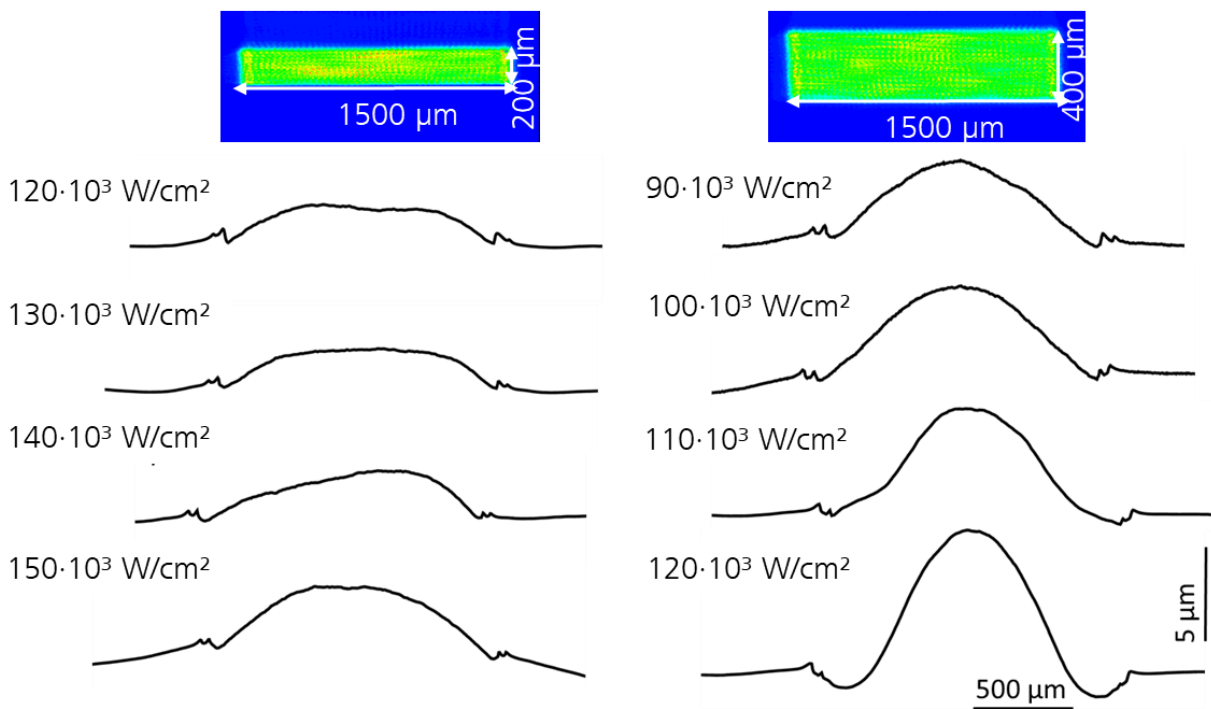 1500 µm
200 µm
1500 µm
400 µm
120·10³ W/cm²
90·10³ W/cm²
130·10³ W/cm²
100·10³ W/cm²
140·10³ W/cm²
110·10³ W/cm²
150·10³ W/cm²
120·10³ W/cm²
5 µm
500 µm